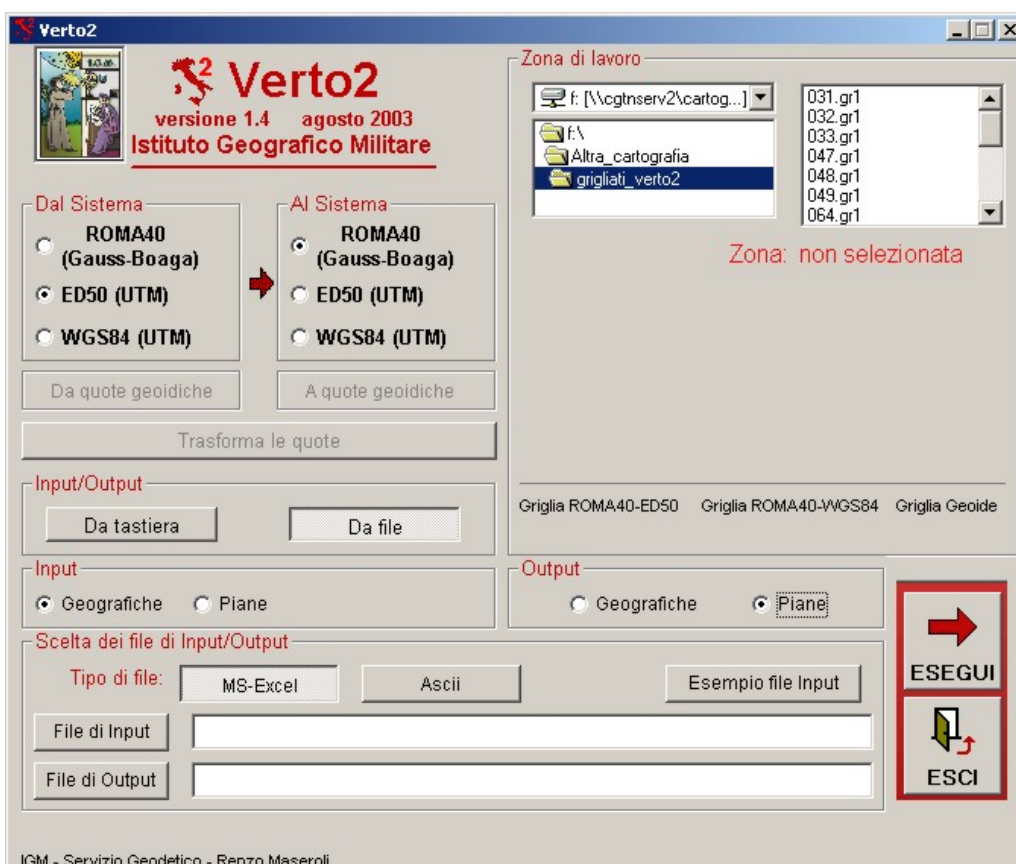 Verto2
I.G.M.
2 Verto2
versione 1.4 agosto 2003
Istituto Geografico Militare
Zona di lavoro
f: [\\cgtnserv2\cartog...]
f:\
Altra_cartografia
grigliati_verto2
031.gr1
032.gr1
033.gr1
047.gr1
048.gr1
049.gr1
064.gr1
Zona: non selezionata
Dal Sistema
ROMA40
(Gauss-Boaga)
ED50 (UTM)
WGS84 (UTM)
Al Sistema
ROMA40
(Gauss-Boaga)
ED50 (UTM)
WGS84 (UTM)
Da quote geoidiche
A quote geoidiche
Trasforma le quote
Griglia ROMA40-ED50 Griglia ROMA40-WGS84 Griglia Geoide
Input/Output
Da tastiera
Da file
Input
Geografiche
Piane
Output
Geografiche
Piane
Scelta dei file di Input/Output
Tipo di file:
MS-Excel
Ascii
Esempio file Input
File di Input
File di Output
ESEGUI
ESCI
IGM - Servizio Geodetico - Renzo Maseroli